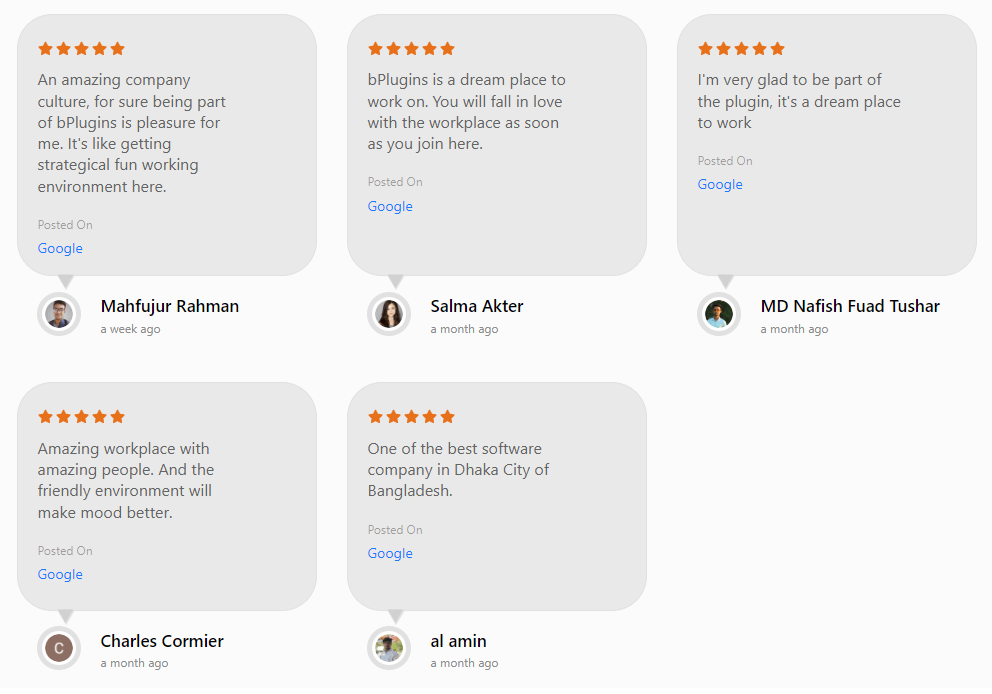 An amazing company
culture, for sure being part
of bPlugins is pleasure for
me. It's like getting
strategical fun working
environment here.
Posted On
Google
Mahfujur Rahman
a week ago
bPlugins is a dream place to
work on. You will fall in love
with the workplace as soon
as you join here.
Posted On
Google
Salma Akter
a month ago
I'm very glad to be part of
the plugin, it's a dream place
to work
Posted On
Google
MD Nafish Fuad Tushar
a month ago
Amazing workplace with
amazing people. And the
friendly environment will
make mood better.
Posted On
Google
C
Charles Cormier
a month ago
One of the best software
company in Dhaka City of
Bangladesh.
Posted On
Google
al amin
a month ago